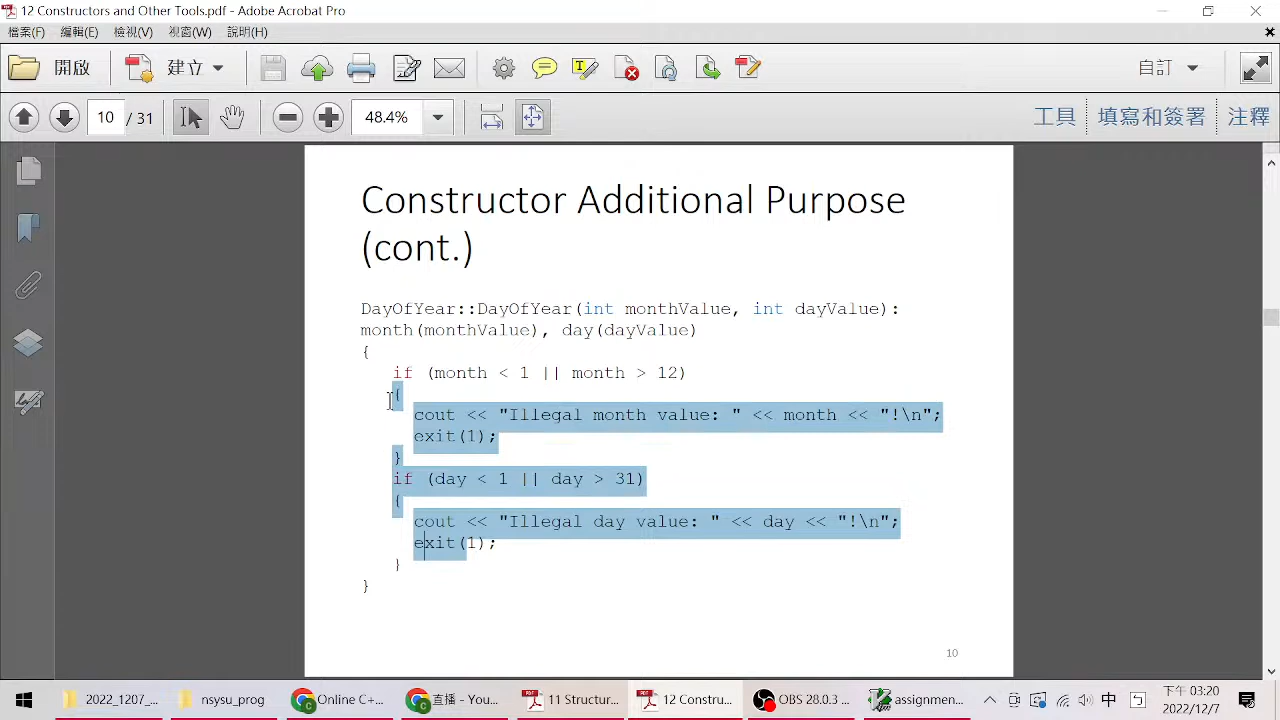 12 Constructors and Other Tools.pdf - Adobe Acrobat Pro
檔案(F) 編輯(E) 檢視(V) 視窗(W) 說明(H)
開啟 建立 自訂
10 / 31 48.4% 工具 填寫和簽署 注釋
Constructor Additional Purpose
(cont.)
DayOfYear::DayOfYear(int monthValue, int dayValue):
month(monthValue), day(dayValue)
{
if (month < 1 || month > 12)
{
cout << "Illegal month value: " << month << "!\n";
exit(1);
}
if (day < 1 || day > 31)
{
cout << "Illegal day value: " << day << "!\n";
exit(1);
}
}
10
2022_1207_... nsysu_prog Online C+... 直播 - You... 11 Structur... 12 Constru... OBS 28.0.3 ... assignmen... 中 下午 03:20
2022/12/7